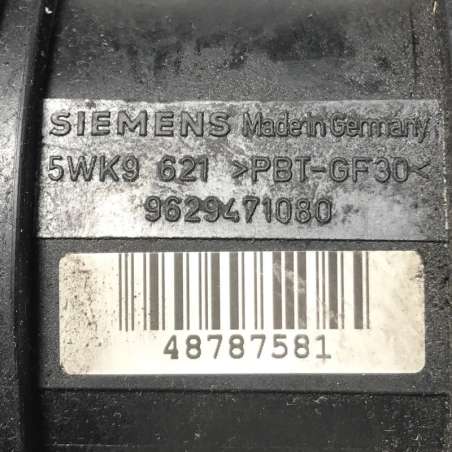 SIEMENS Made in Germany
5WK9 621 >PBT-GF30<
9629471080
48787581